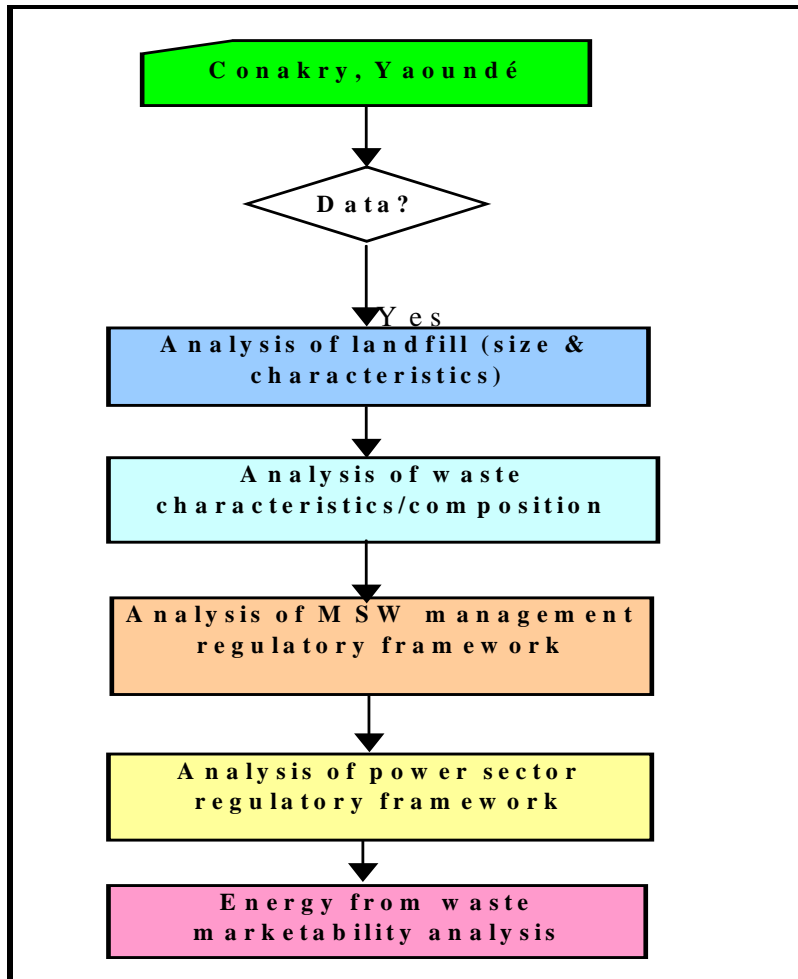 Conakry, Yaoundé
Data?
Yes
Analysis of landfill (size &
characteristics)
Analysis of waste
characteristics/composition
Analysis of MSW management
regulatory framework
Analysis of power sector
regulatory framework
Energy from waste
marketability analysis